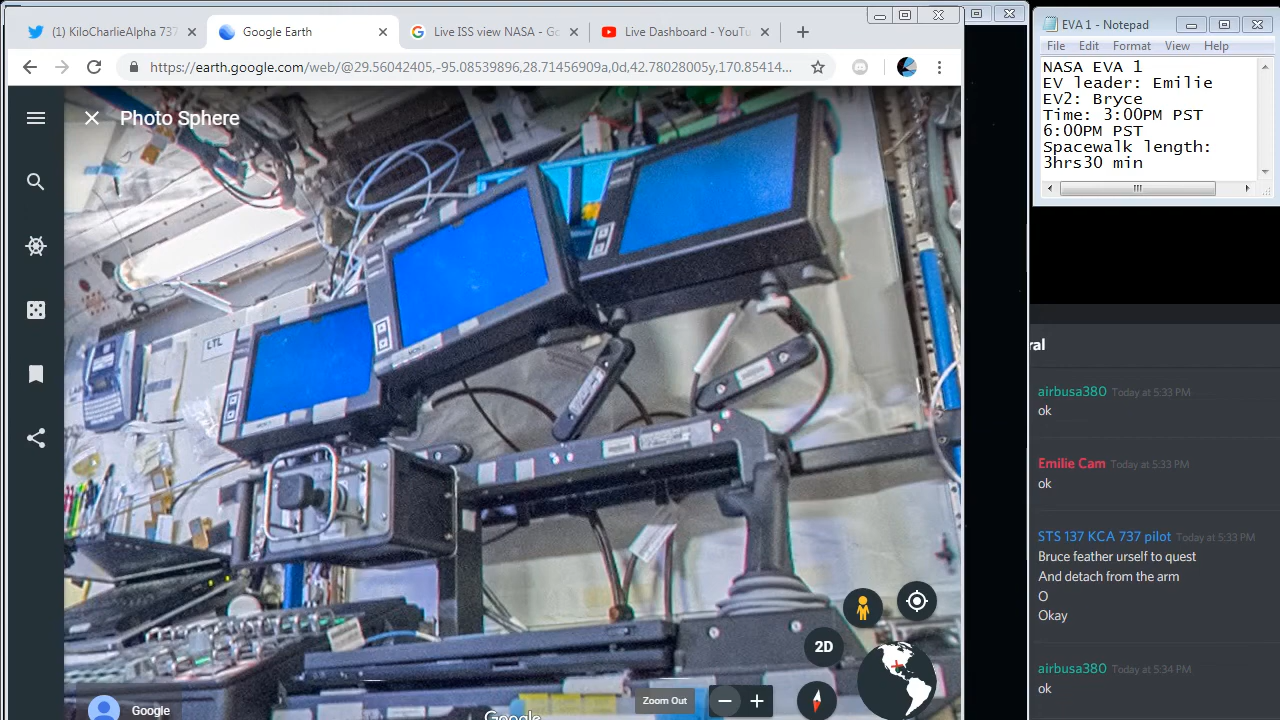 (1) KiloCharlieAlpha 737
Google Earth
Live ISS view NASA - Go
Live Dashboard - YouTu
https://earth.google.com/web/@29.56042405,-95.08539896,28.71456909a,0d,42.78028005y,170.85414...
Photo Sphere
LTL
2D
Zoom Out
Google
Google
EVA 1 - Notepad
File Edit Format View Help
NASA EVA 1
EV leader: Emilie
EV2: Bryce
Time: 3:00PM PST
6:00PM PST
Spacewalk length:
3hrs30 min
ral
airbusa380 Today at 5:33 PM
ok
Emilie Cam Today at 5:33 PM
ok
STS 137 KCA 737 pilot Today at 5:33 PM
Bruce feather urself to quest
And detach from the arm
O
Okay
airbusa380 Today at 5:34 PM
ok